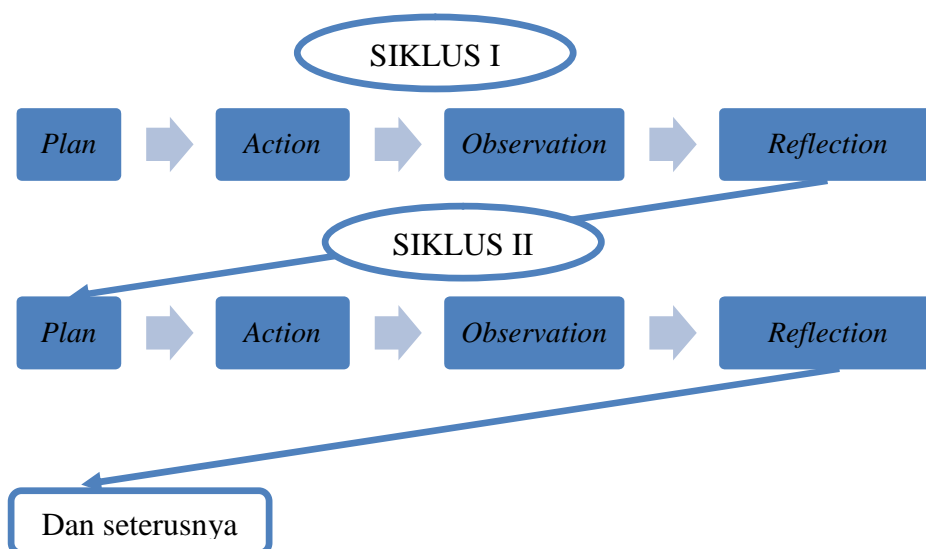 SIKLUS I
Plan
Action
Observation
Reflection
SIKLUS II
Plan
Action
Observation
Reflection
Dan seterusnya